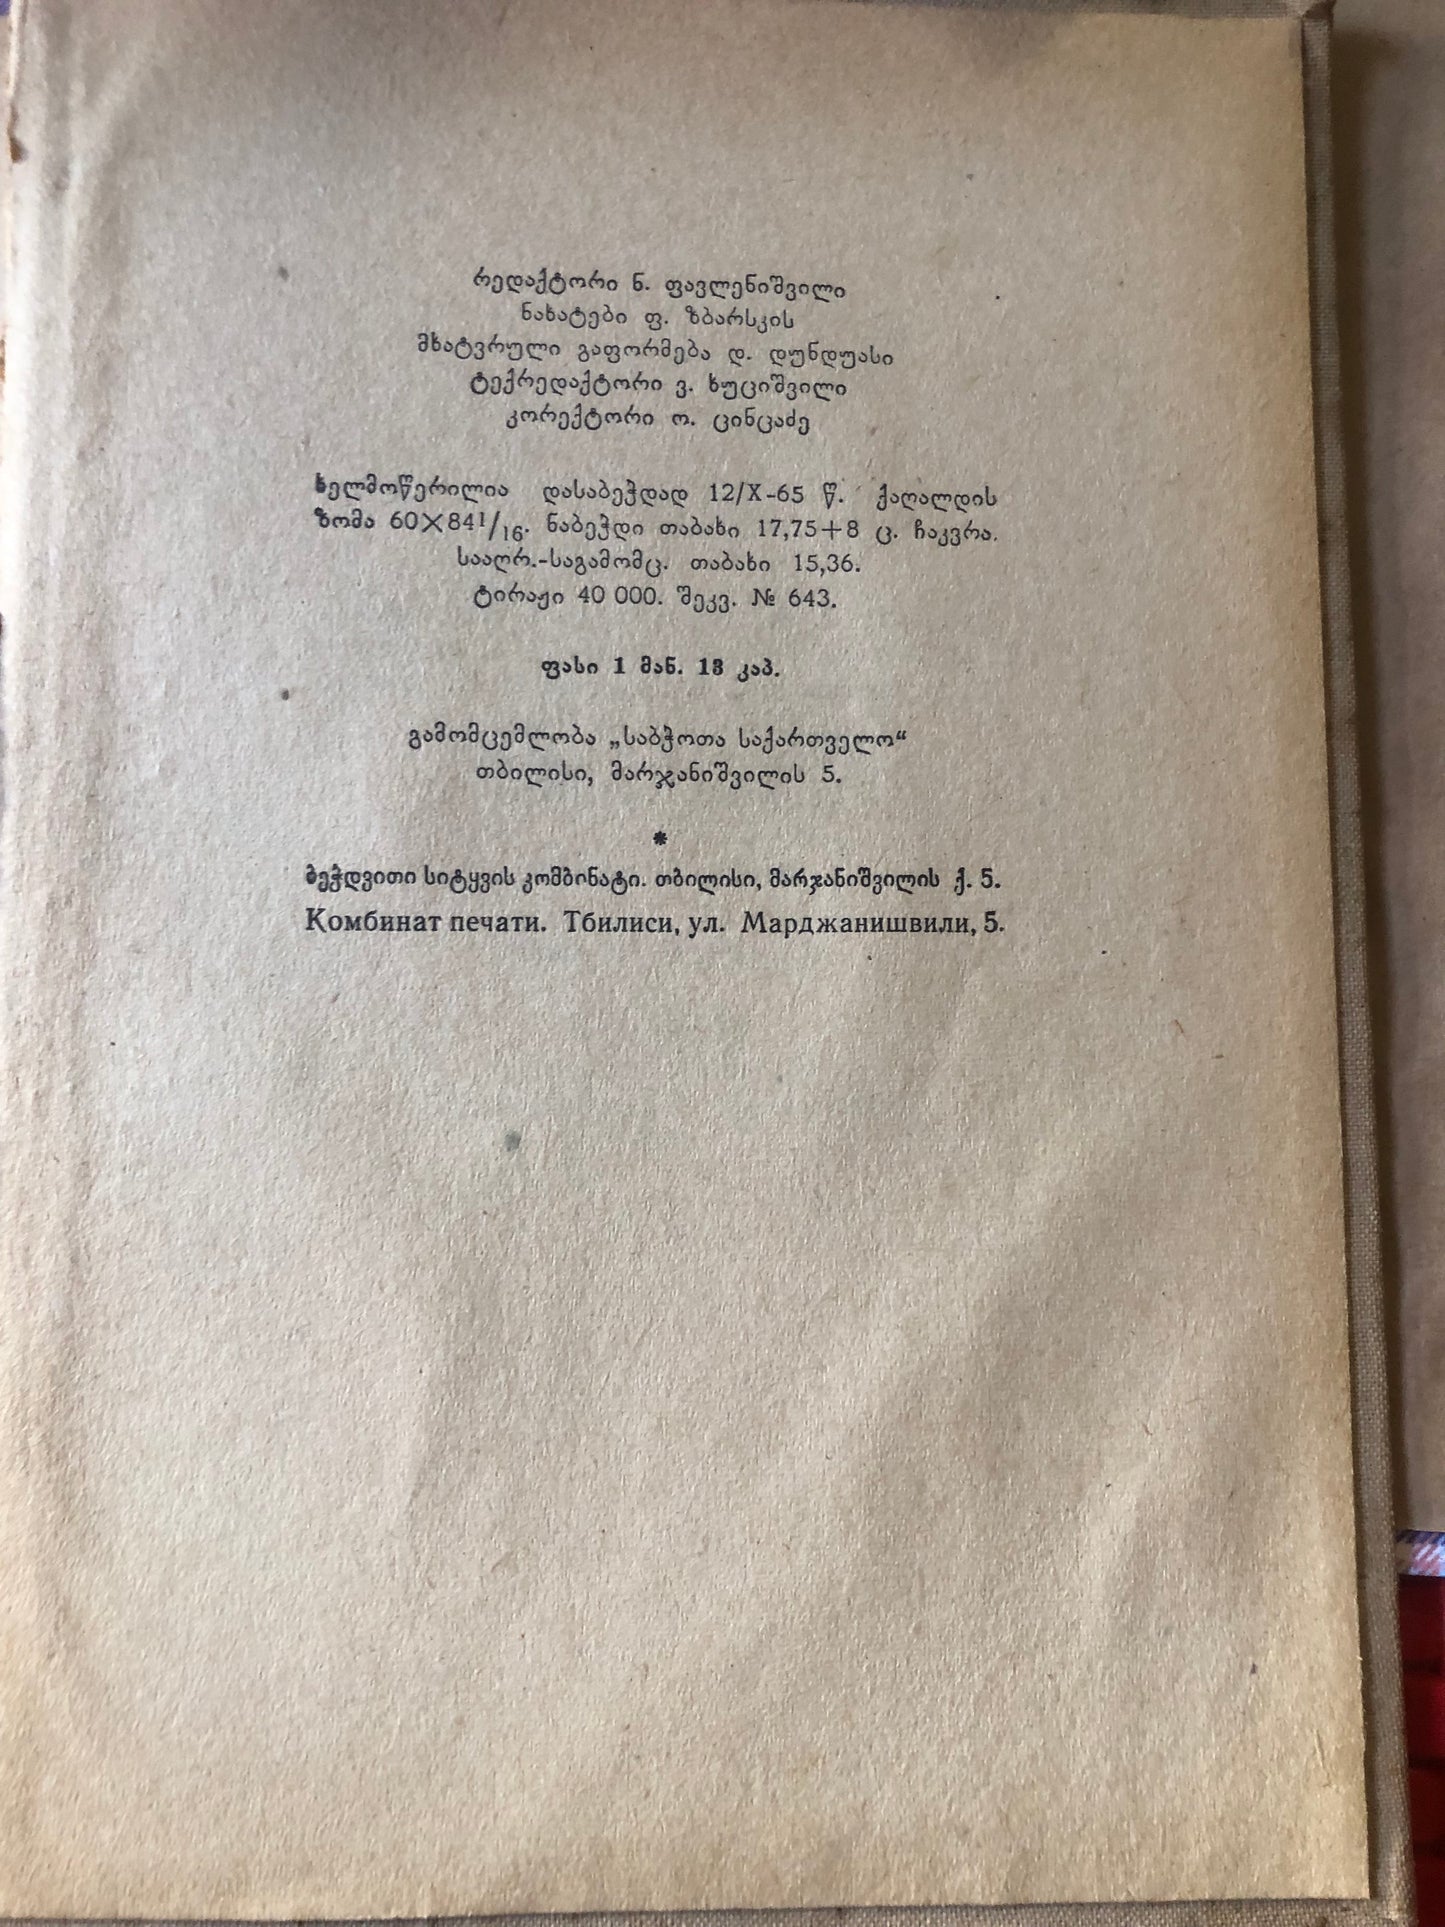 რედაქტორი ნ. ფავლენიშვილი
ნახატები ფ. ზბარსკის
მხატვრული გაფორმება დ. დუნდუასი
ტექრედაქტორი ვ. ხუციშვილი
კორექტორი ო. ცინცაძე
ხელმოწერილია დასაბეჭდად 12/X-65 წ. ქაღალდის
ზომა 60×84¹/₁₆. ნაბეჭდი თაბახი 17,75+8 ც. ჩაკვრა.
სააღრ.-საგამომც. თაბახი 15,36.
ტირაჟი 40 000. შეკვ. № 643.
ფასი 1 მან. 13 კაპ.
გამომცემლობა „საბჭოთა საქართველო“
თბილისი, მარჯანიშვილის 5.
*
ბეჭდვითი სიტყვის კომბინატი. თბილისი, მარჯანიშვილის ქ. 5.
Комбинат печати. Тбилиси, ул. Марджанишвили, 5.